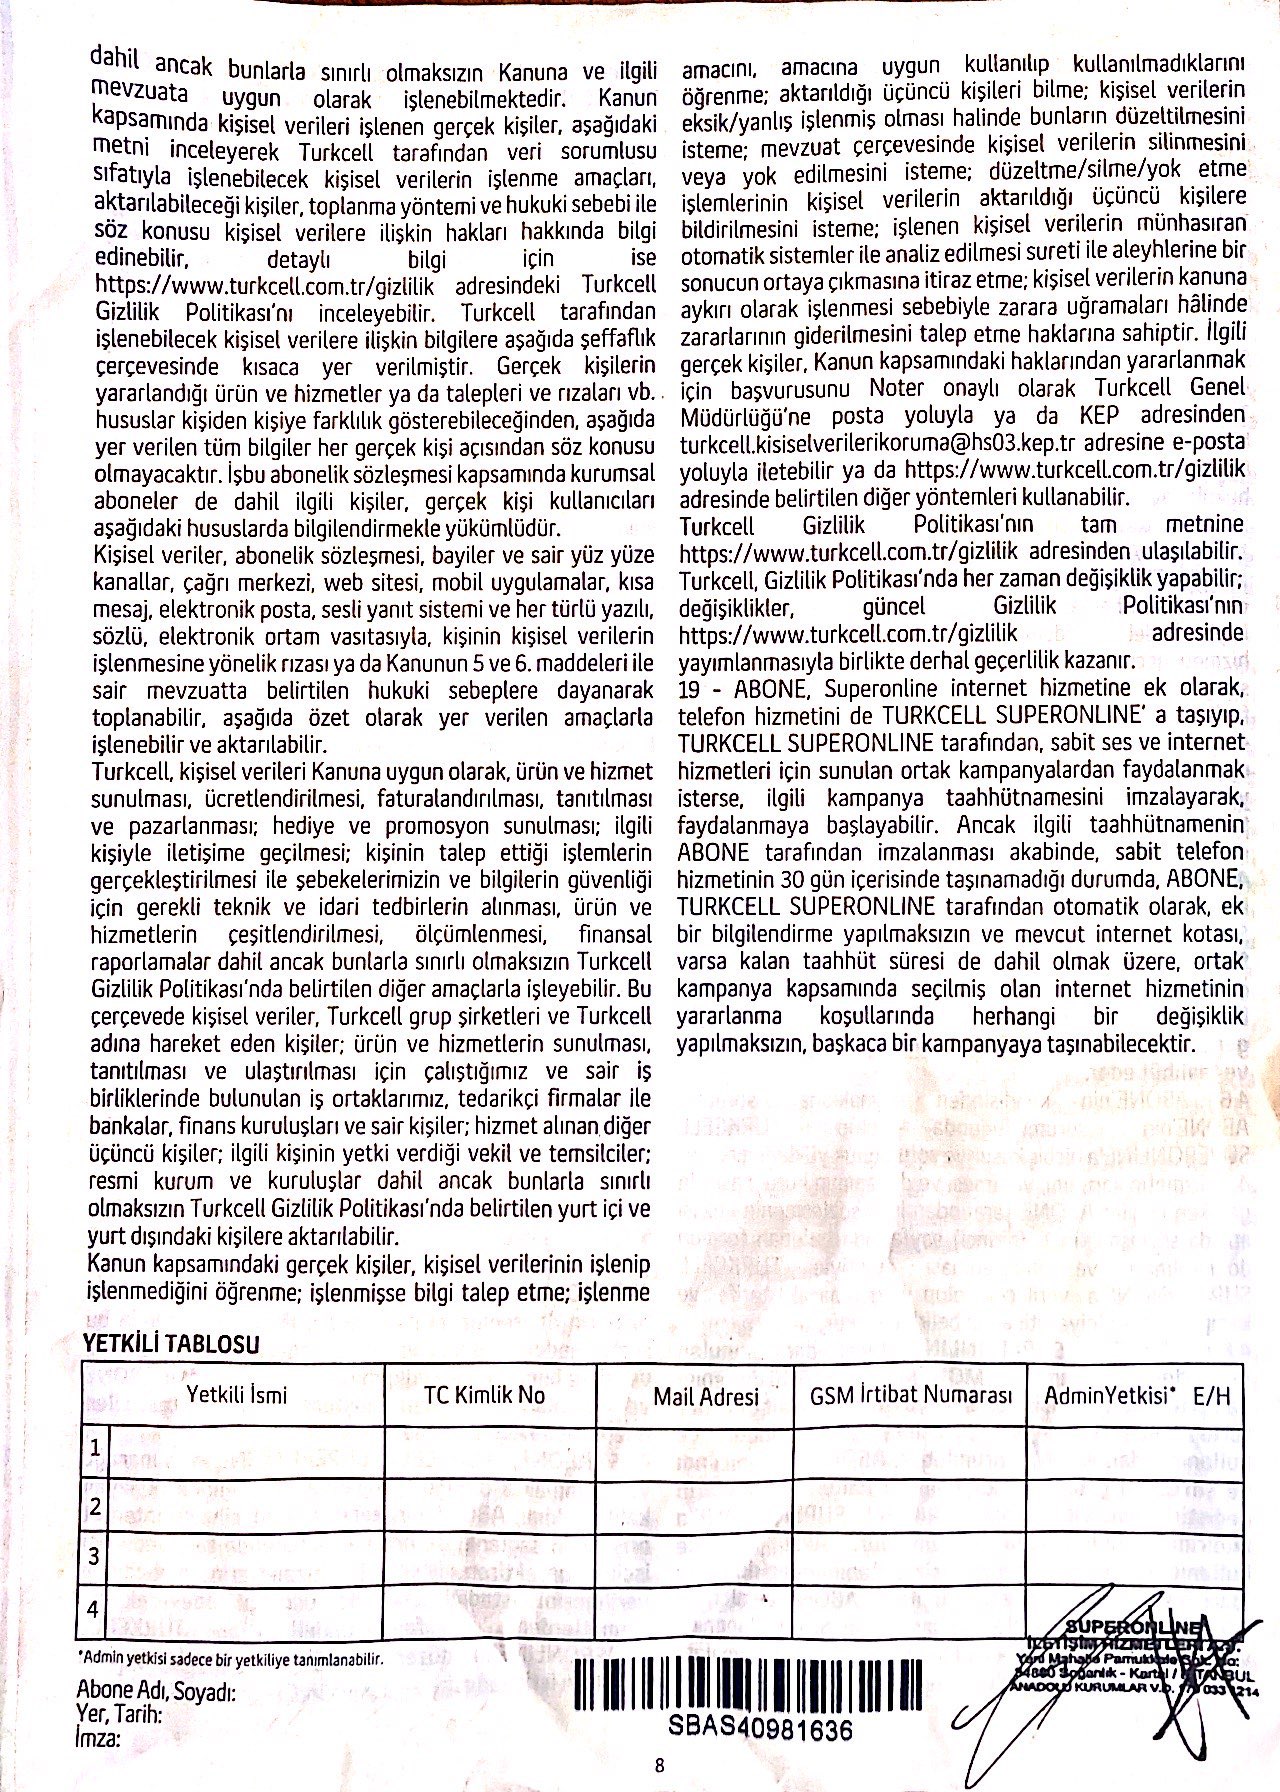 dahil ancak bunlarla sınırlı olmaksızın Kanuna ve ilgili
mevzuata uygun olarak işlenebilmektedir. Kanun
kapsamında kişisel verileri işlenen gerçek kişiler, aşağıdaki
metni inceleyerek Turkcell tarafından veri sorumlusu
sıfatıyla işlenebilecek kişisel verilerin işlenme amaçları,
aktarılabileceği kişiler, toplanma yöntemi ve hukuki sebebi ile
söz konusu kişisel verilere ilişkin hakları hakkında bilgi
edinebilir, detaylı bilgi için ise
https://www.turkcell.com.tr/gizlilik adresindeki Turkcell
Gizlilik Politikası'nı inceleyebilir. Turkcell tarafından
işlenebilecek kişisel verilere ilişkin bilgilere aşağıda şeffaflık
çerçevesinde kısaca yer verilmiştir. Gerçek kişilerin
yararlandığı ürün ve hizmetler ya da talepleri ve rızaları vb.
hususlar kişiden kişiye farklılık gösterebileceğinden, aşağıda
yer verilen tüm bilgiler her gerçek kişi açısından söz konusu
olmayacaktır. İşbu abonelik sözleşmesi kapsamında kurumsal
aboneler de dahil ilgili kişiler, gerçek kişi kullanıcıları
aşağıdaki hususlarda bilgilendirmekle yükümlüdür.
Kişisel veriler, abonelik sözleşmesi, bayiler ve sair yüz yüze
kanallar, çağrı merkezi, web sitesi, mobil uygulamalar, kısa
mesaj, elektronik posta, sesli yanıt sistemi ve her türlü yazılı,
sözlü, elektronik ortam vasıtasıyla, kişinin kişisel verilerin
işlenmesine yönelik rızası ya da Kanunun 5 ve 6. maddeleri ile
sair mevzuatta belirtilen hukuki sebeplere dayanarak
toplanabilir, aşağıda özet olarak yer verilen amaçlarla
işlenebilir ve aktarılabilir.
Turkcell, kişisel verileri Kanuna uygun olarak, ürün ve hizmet
sunulması, ücretlendirilmesi, faturalandırılması, tanıtılması
ve pazarlanması; hediye ve promosyon sunulması; ilgili
kişiyle iletişime geçilmesi; kişinin talep ettiği işlemlerin
gerçekleştirilmesi ile şebekelerimizin ve bilgilerin güvenliği
için gerekli teknik ve idari tedbirlerin alınması, ürün ve
hizmetlerin çeşitlendirilmesi, ölçümlenmesi, finansal
raporlamalar dahil ancak bunlarla sınırlı olmaksızın Turkcell
Gizlilik Politikası'nda belirtilen diğer amaçlarla işleyebilir. Bu
çerçevede kişisel veriler, Turkcell grup şirketleri ve Turkcell
adına hareket eden kişiler; ürün ve hizmetlerin sunulması,
tanıtılması ve ulaştırılması için çalıştığımız ve sair iş
birliklerinde bulunulan iş ortaklarımız, tedarikçi firmalar ile
bankalar, finans kuruluşları ve sair kişiler; hizmet alınan diğer
üçüncü kişiler; ilgili kişinin yetki verdiği vekil ve temsilciler;
resmi kurum ve kuruluşlar dahil ancak bunlarla sınırlı
olmaksızın Turkcell Gizlilik Politikası'nda belirtilen yurt içi ve
yurt dışındaki kişilere aktarılabilir.
Kanun kapsamındaki gerçek kişiler, kişisel verilerinin işlenip
işlenmediğini öğrenme; işlenmişse bilgi talep etme; işlenme
amacını, amacına uygun kullanılıp kullanılmadıklarını
öğrenme; aktarıldığı üçüncü kişileri bilme; kişisel verilerin
eksik/yanlış işlenmiş olması halinde bunların düzeltilmesini
isteme; mevzuat çerçevesinde kişisel verilerin silinmesini
veya yok edilmesini isteme; düzeltme/silme/yok etme
işlemlerinin kişisel verilerin aktarıldığı üçüncü kişilere
bildirilmesini isteme; işlenen kişisel verilerin münhasıran
otomatik sistemler ile analiz edilmesi sureti ile aleyhlerine bir
sonucun ortaya çıkmasına itiraz etme; kişisel verilerin kanuna
aykırı olarak işlenmesi sebebiyle zarara uğramaları hâlinde
zararlarının giderilmesini talep etme haklarına sahiptir. İlgili
gerçek kişiler, Kanun kapsamındaki haklarından yararlanmak
için başvurusunu Noter onaylı olarak Turkcell Genel
Müdürlüğü'ne posta yoluyla ya da KEP adresinden
turkcell.kisiselverilerikoruma@hs03.kep.tr adresine e-posta
yoluyla iletebilir ya da https://www.turkcell.com.tr/gizlilik
adresinde belirtilen diğer yöntemleri kullanabilir.
Turkcell Gizlilik Politikası'nın tam metnine
https://www.turkcell.com.tr/gizlilik adresinden ulaşılabilir.
Turkcell, Gizlilik Politikası'nda her zaman değişiklik yapabilir;
değişiklikler, güncel Gizlilik Politikası'nın
https://www.turkcell.com.tr/gizlilik adresinde
yayımlanmasıyla birlikte derhal geçerlilik kazanır.
19 - ABONE, Superonline internet hizmetine ek olarak,
telefon hizmetini de TURKCELL SUPERONLINE' a taşıyıp,
TURKCELL SUPERONLINE tarafından, sabit ses ve internet
hizmetleri için sunulan ortak kampanyalardan faydalanmak
isterse, ilgili kampanya taahhütnamesini imzalayarak,
faydalanmaya başlayabilir. Ancak ilgili taahhütnamenin
ABONE tarafından imzalanması akabinde, sabit telefon
hizmetinin 30 gün içerisinde taşınamadığı durumda, ABONE,
TURKCELL SUPERONLINE tarafından otomatik olarak, ek
bir bilgilendirme yapılmaksızın ve mevcut internet kotası,
varsa kalan taahhüt süresi de dahil olmak üzere, ortak
kampanya kapsamında seçilmiş olan internet hizmetinin
yararlanma koşullarında herhangi bir değişiklik
yapılmaksızın, başkaca bir kampanyaya taşınabilecektir.
YETKİLİ TABLOSU
Yetkili İsmi TC Kimlik No Mail Adresi GSM İrtibat Numarası AdminYetkisi* E/H
1
2
3
4
*Admin yetkisi sadece bir yetkiliye tanımlanabilir.
Abone Adı, Soyadı:
Yer, Tarih:
İmza:
SBAS40981636
SUPERONLINE
İLETİŞİM HİZMETLERİ A.Ş.
Yeni Mahalle Pamukkale Sok. No:
34880 Soğanlık - Kartal / İSTANBUL
ANADOLU KURUMLAR V.D.
8